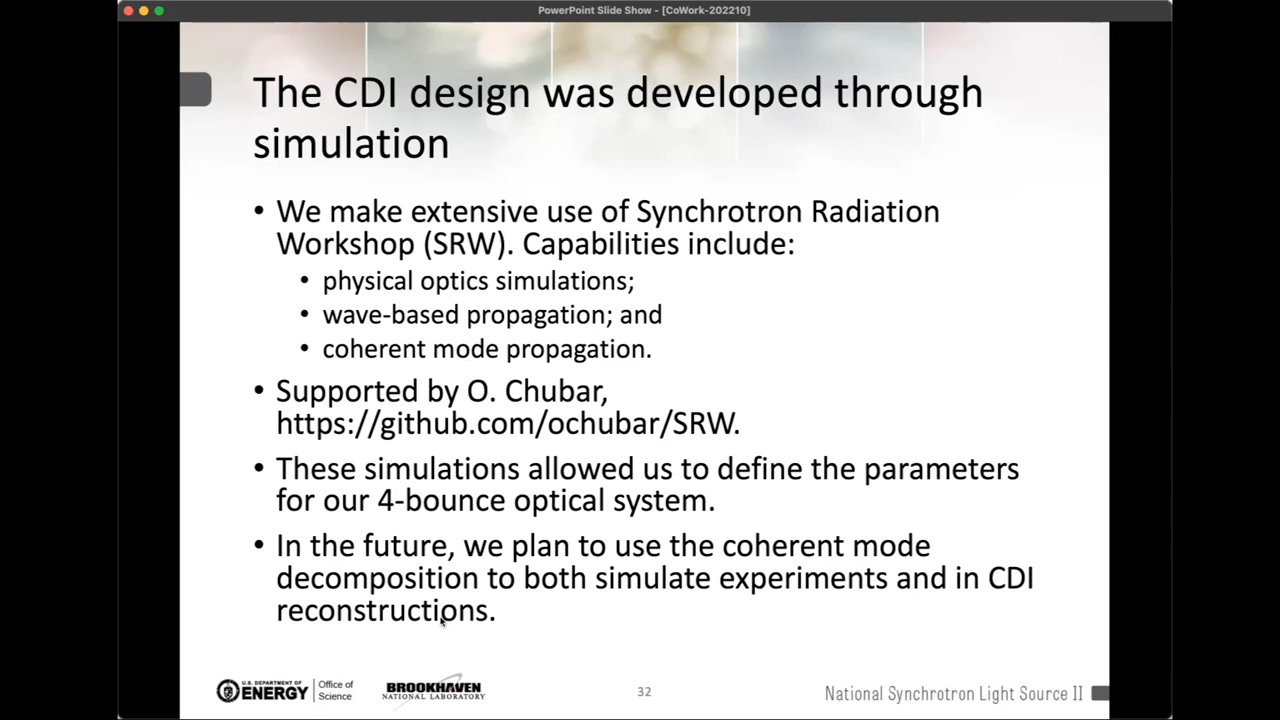 PowerPoint Slide Show - [CoWork-202210]
The CDI design was developed through
simulation
• We make extensive use of Synchrotron Radiation
Workshop (SRW). Capabilities include:
• physical optics simulations;
• wave-based propagation; and
• coherent mode propagation.
• Supported by O. Chubar,
https://github.com/ochubar/SRW.
• These simulations allowed us to define the parameters
for our 4-bounce optical system.
• In the future, we plan to use the coherent mode
decomposition to both simulate experiments and in CDI
reconstructions.
U.S. DEPARTMENT OF
ENERGY
Office of
Science
BROOKHAVEN
NATIONAL LABORATORY
32
National Synchrotron Light Source II